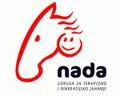 nada
UDRUGA ZA TERAPIJSKO
I REKREACIJSKO JAHANJE